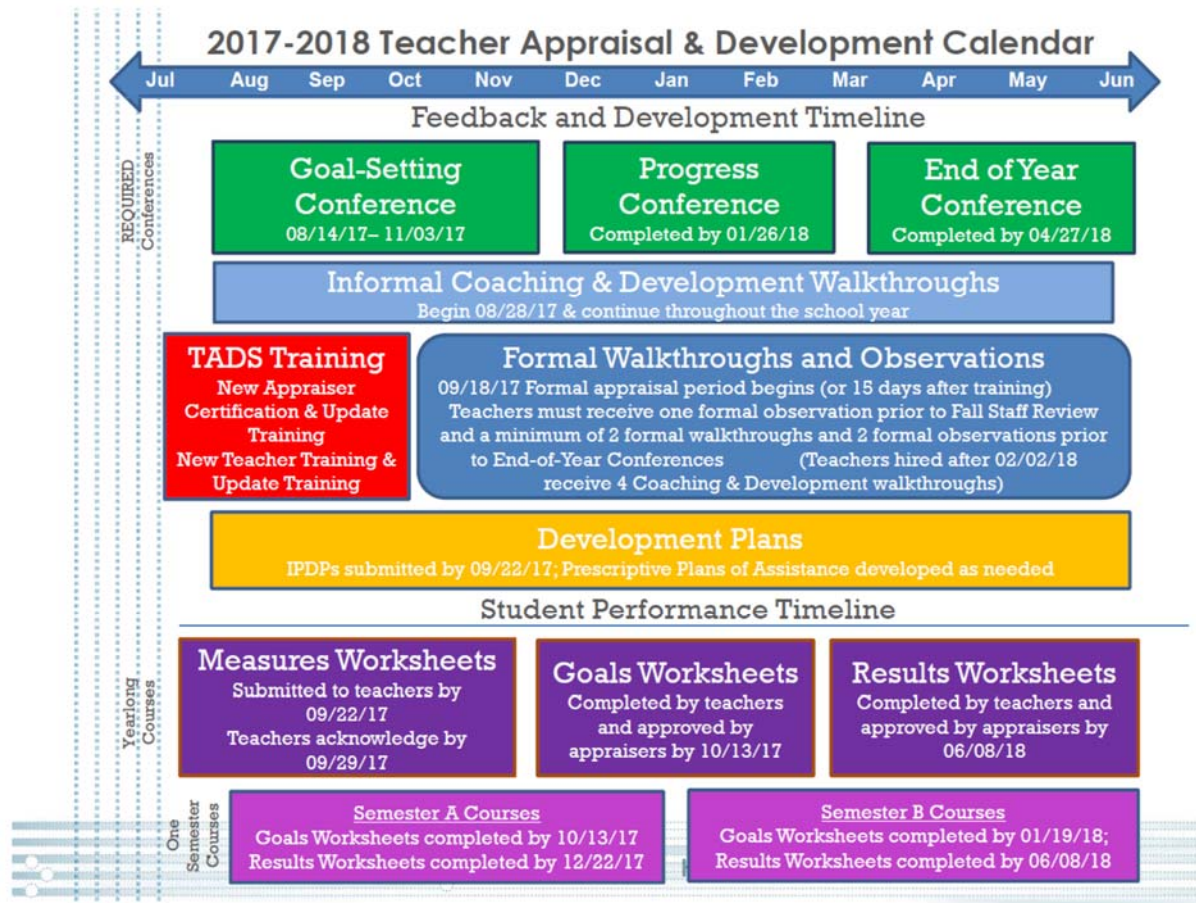 2017-2018 Teacher Appraisal & Development Calendar
Jul Aug Sep Oct Nov Dec Jan Feb Mar Apr May Jun
Feedback and Development Timeline
REQUIRED
Conferences
Goal-Setting
Conference
08/14/17– 11/03/17
Progress
Conference
Completed by 01/26/18
End of Year
Conference
Completed by 04/27/18
Informal Coaching & Development Walkthroughs
Begin 08/28/17 & continue throughout the school year
TADS Training
New Appraiser
Certification & Update
Training
New Teacher Training &
Update Training
Formal Walkthroughs and Observations
09/18/17 Formal appraisal period begins (or 15 days after training)
Teachers must receive one formal observation prior to Fall Staff Review
and a minimum of 2 formal walkthroughs and 2 formal observations prior
to End-of-Year Conferences (Teachers hired after 02/02/18
receive 4 Coaching & Development walkthroughs)
Development Plans
IPDPs submitted by 09/22/17; Prescriptive Plans of Assistance developed as needed
Student Performance Timeline
Yearlong
Courses
Measures Worksheets
Submitted to teachers by
09/22/17
Teachers acknowledge by
09/29/17
Goals Worksheets
Completed by teachers
and approved by
appraisers by 10/13/17
Results Worksheets
Completed by teachers and
approved by appraisers by
06/08/18
One
Semester
Courses
Semester A Courses
Goals Worksheets completed by 10/13/17
Results Worksheets completed by 12/22/17
Semester B Courses
Goals Worksheets completed by 01/19/18;
Results Worksheets completed by 06/08/18